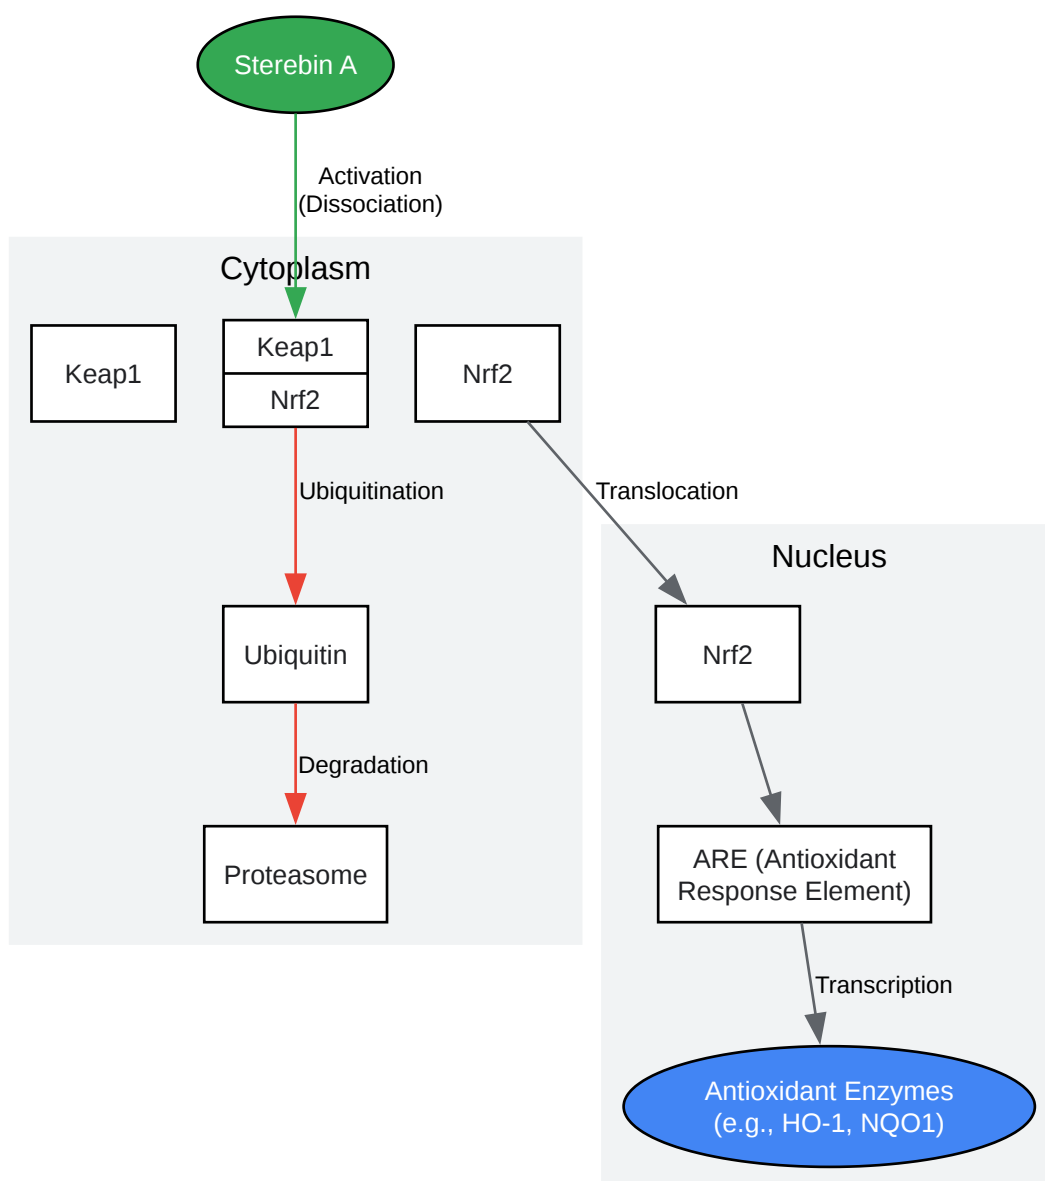 Sterebin A
Activation
(Dissociation)
Cytoplasm
Keap1
Keap1
Nrf2
Nrf2
Ubiquitination
Translocation
Nucleus
Ubiquitin
Nrf2
Degradation
Proteasome
ARE (Antioxidant
Response Element)
Transcription
Antioxidant Enzymes
(e.g., HO-1, NQO1)